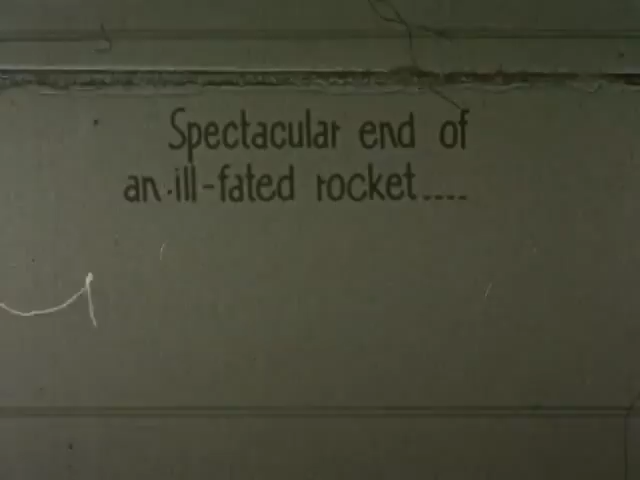 Spectacular end of
an ill-fated rocket....